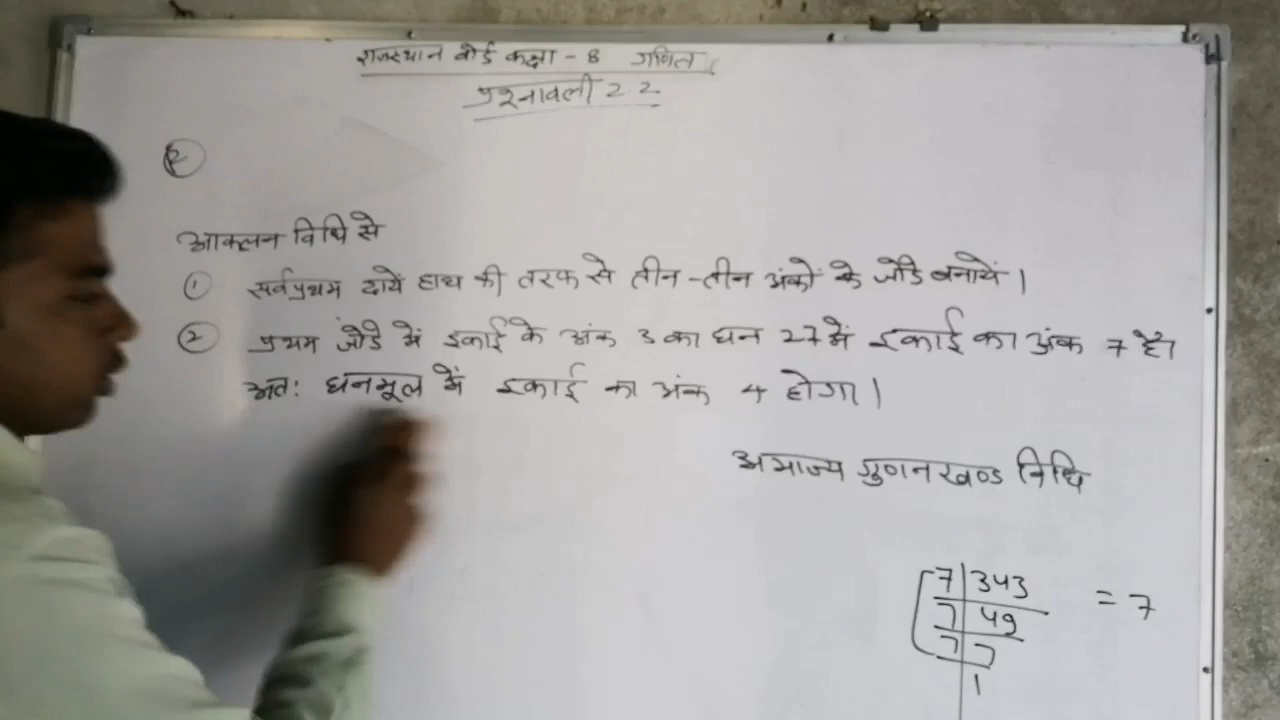 राजस्थान बोर्ड कक्षा - 8 गणित
प्रश्नावली 2 2
2
आकलन विधि से
① सर्वप्रथम दायें हाथ की तरफ से तीन-तीन अंकों के जोडे बनायें।
② प्रथम जोडे में इकाई के अंक 3 का घन 27 में इकाई का अंक 7 है।
अतः घनमूल में इकाई का अंक 4 होगा।
अभाज्य गुणनखण्ड विधि
7 | 343 = 7
7 | 49
7 | 7
1